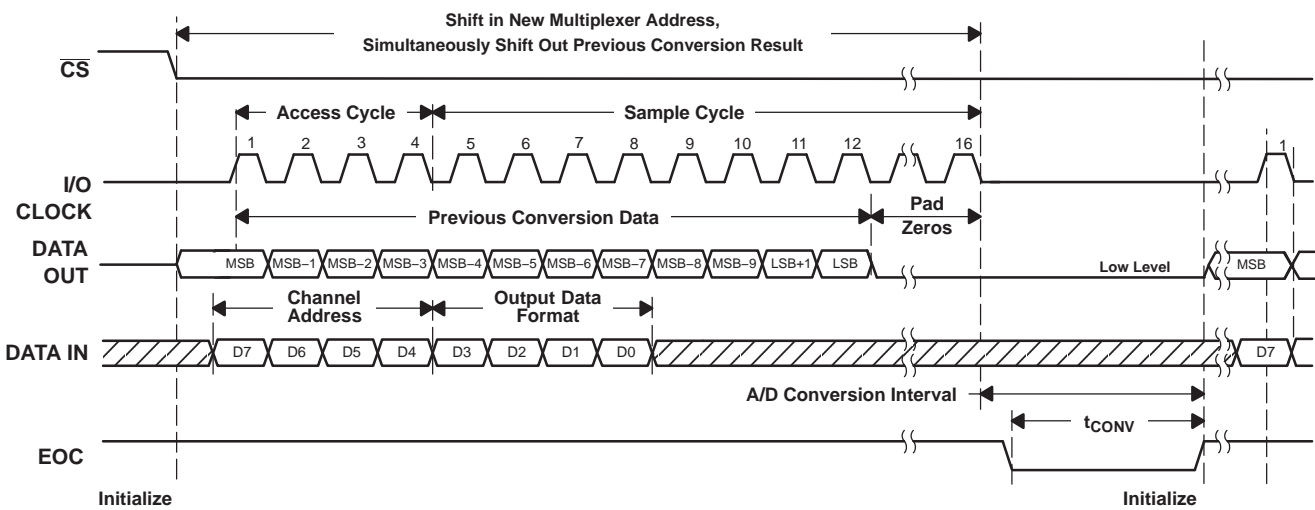 Shift in New Multiplexer Address,
Simultaneously Shift Out Previous Conversion Result
CS
Access Cycle
Sample Cycle
1 2 3 4 5 6 7 8 9 10 11 12 16 1
I/O
CLOCK
Previous Conversion Data
Pad
Zeros
DATA
OUT
MSB MSB–1 MSB–2 MSB–3 MSB–4 MSB–5 MSB–6 MSB–7 MSB–8 MSB–9 LSB+1 LSB Low Level MSB
Channel
Address
Output Data
Format
DATA IN
D7 D6 D5 D4 D3 D2 D1 D0 D7
A/D Conversion Interval
tCONV
EOC
Initialize Initialize